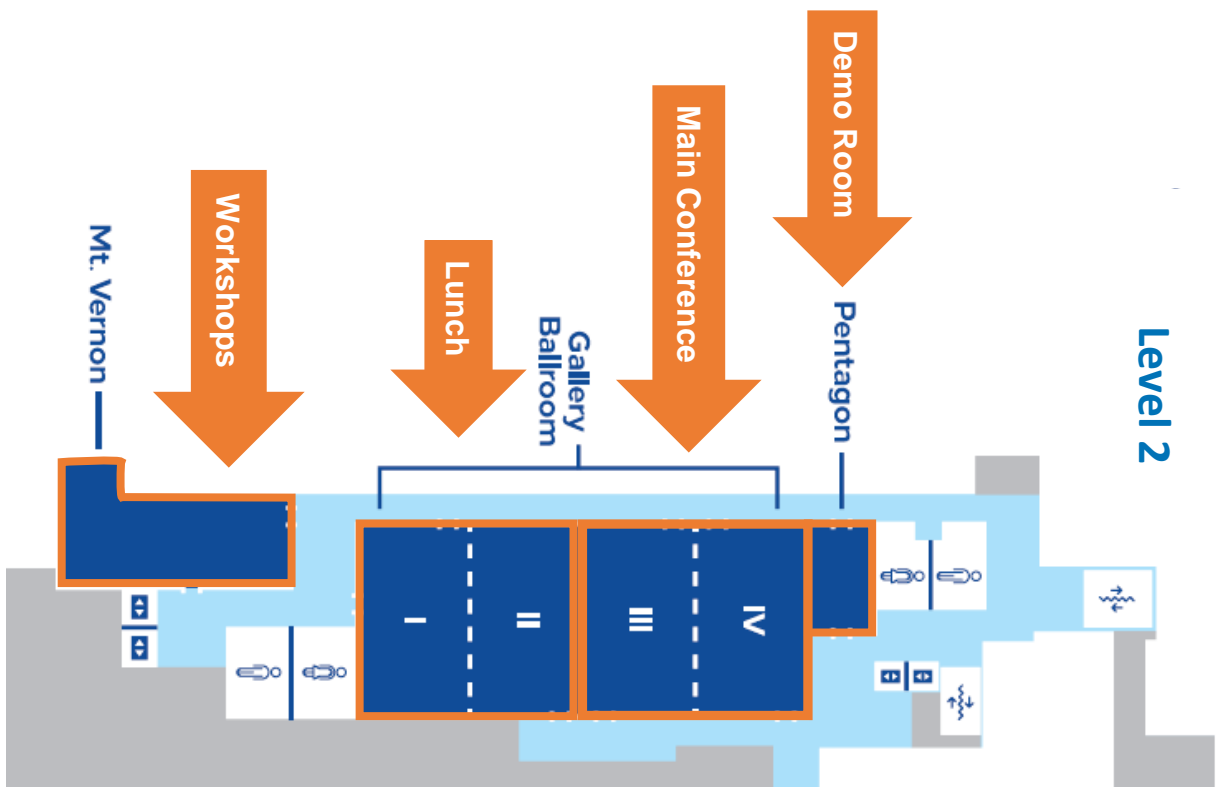 Level 2
Demo Room
Pentagon
Main Conference
Gallery
Ballroom
Lunch
Workshops
Mt. Vernon
I
II
III
IV